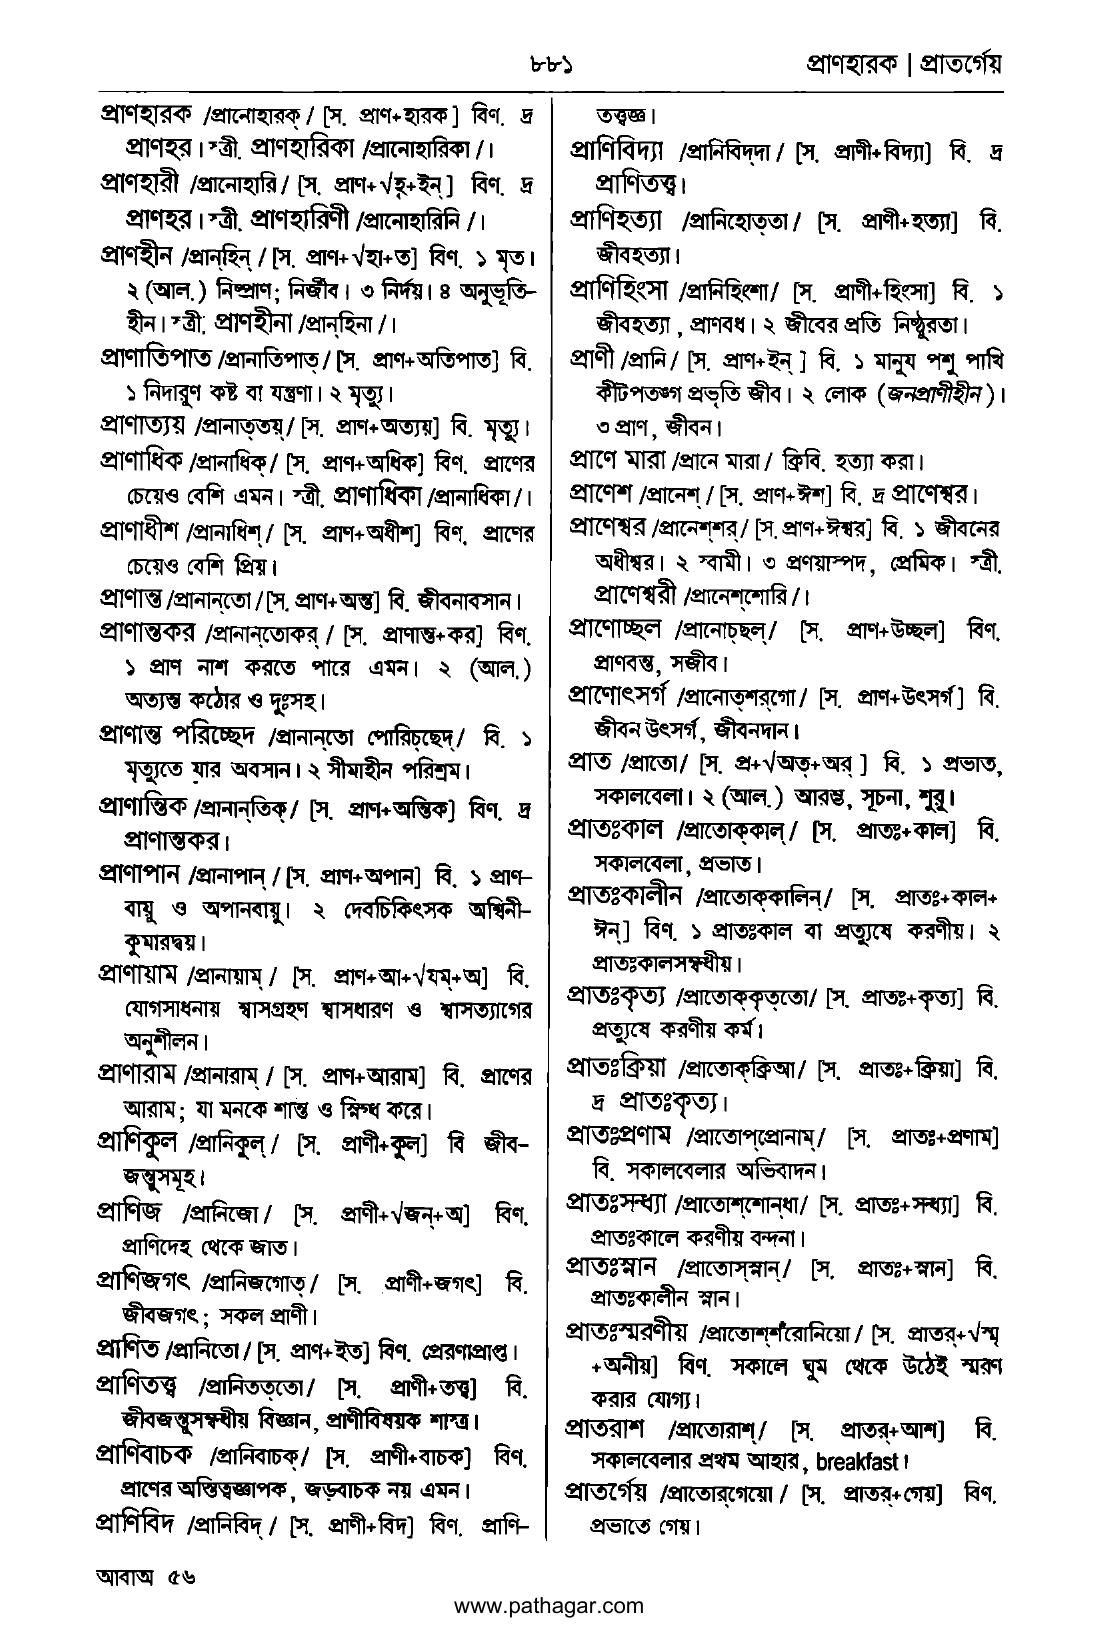 ৮৮১
প্রাণহারক | প্রাতর্গেয়
প্রাণহারক /প্রানোহারক্‌/ [স. প্রাণ+হারক] বিণ. দ্র
প্রাণহর। স্ত্রী. প্রাণহারিকা /প্রানোহারিকা/।
প্রাণহারী /প্রানোহারি/ [স. প্রাণ+√হৃ+ইন্‌] বিণ. দ্র
প্রাণহর। স্ত্রী. প্রাণহারিণী /প্রানোহারিনি/।
প্রাণহীন /প্রান্‌হিন্‌/ [স. প্রাণ+√হা+ত] বিণ. ১ মৃত।
২ (আল.) নিষ্প্রাণ; নির্জীব। ৩ নির্দয়। ৪ অনুভূতি-
হীন। স্ত্রী. প্রাণহীনা /প্রান্‌হিনা/।
প্রাণাতিপাত /প্রানাতিপাত্‌/ [স. প্রাণ+অতিপাত] বি.
১ নিদারুণ কষ্ট বা যন্ত্রণা। ২ মৃত্যু।
প্রাণাত্যয় /প্রানাত্‌তয়্‌/ [স. প্রাণ+অত্যয়] বি. মৃত্যু।
প্রাণাধিক /প্রানাধিক্‌/ [স. প্রাণ+অধিক] বিণ. প্রাণের
চেয়েও বেশি এমন। স্ত্রী. প্রাণাধিকা /প্রানাধিকা/।
প্রাণাধীশ /প্রানাধিশ্‌/ [স. প্রাণ+অধীশ] বিণ. প্রাণের
চেয়েও বেশি প্রিয়।
প্রাণান্ত /প্রানান্‌তো/ [স. প্রাণ+অন্ত] বি. জীবনাবসান।
প্রাণান্তকর /প্রানান্‌তোকর্‌/ [স. প্রাণান্ত+কর] বিণ.
১ প্রাণ নাশ করতে পারে এমন। ২ (আল.)
অত্যন্ত কঠোর ও দুঃসহ।
প্রাণান্ত পরিচ্ছেদ /প্রানান্‌তো পোরিচ্‌ছেদ্‌/ বি. ১
মৃত্যুতে যার অবসান। ২ সীমাহীন পরিশ্রম।
প্রাণান্তিক /প্রানান্‌তিক্‌/ [স. প্রাণ+অন্তিক] বিণ. দ্র
প্রাণান্তকর।
প্রাণাপান /প্রানাপান্‌/ [স. প্রাণ+অপান] বি. ১ প্রাণ-
বায়ু ও অপানবায়ু। ২ দেবচিকিৎসক অশ্বিনী-
কুমারদ্বয়।
প্রাণায়াম /প্রানায়াম্‌/ [স. প্রাণ+আ+√যম্‌+অ] বি.
যোগসাধনায় শ্বাসগ্রহণ শ্বাসধারণ ও শ্বাসত্যাগের
অনুশীলন।
প্রাণারাম /প্রানারাম্‌/ [স. প্রাণ+আরাম] বি. প্রাণের
আরাম; যা মনকে শান্ত ও স্নিগ্ধ করে।
প্রাণিকুল /প্রানিকুল্‌/ [স. প্রাণী+কুল] বি জীব-
জন্তুসমূহ।
প্রাণিজ /প্রানিজো/ [স. প্রাণী+√জন্‌+অ] বিণ.
প্রাণিদেহ থেকে জাত।
প্রাণিজগৎ /প্রানিজগোত্‌/ [স. প্রাণী+জগৎ] বি.
জীবজগৎ; সকল প্রাণী।
প্রাণিত /প্রানিতো/ [স. প্রাণ+ইত] বিণ. প্রেরণাপ্রাপ্ত।
প্রাণিতত্ত্ব /প্রানিতত্‌তো/ [স. প্রাণী+তত্ত্ব] বি.
জীবজন্তুসম্বন্ধীয় বিজ্ঞান, প্রাণীবিষয়ক শাস্ত্র।
প্রাণিবাচক /প্রানিবাচক্‌/ [স. প্রাণী+বাচক] বিণ.
প্রাণের অস্তিত্বজ্ঞাপক, জড়বাচক নয় এমন।
প্রাণিবিদ /প্রানিবিদ্‌/ [স. প্রাণী+বিদ] বিণ. প্রাণি-
তত্ত্বজ্ঞ।
প্রাণিবিদ্যা /প্রানিবিদ্‌দা/ [স. প্রাণী+বিদ্যা] বি. দ্র
প্রাণিতত্ত্ব।
প্রাণিহত্যা /প্রানিহোত্‌তা/ [স. প্রাণী+হত্যা] বি.
জীবহত্যা।
প্রাণিহিংসা /প্রানিহিংশা/ [স. প্রাণী+হিংসা] বি. ১
জীবহত্যা, প্রাণবধ। ২ জীবের প্রতি নিষ্ঠুরতা।
প্রাণী /প্রানি/ [স. প্রাণ+ইন্‌] বি. ১ মানুষ পশু পাখি
কীটপতঙ্গ প্রভৃতি জীব। ২ লোক (জনপ্রাণীহীন)।
৩ প্রাণ, জীবন।
প্রাণে মারা /প্রানে মারা/ ক্রিবি. হত্যা করা।
প্রাণেশ /প্রানেশ্‌/ [স. প্রাণ+ঈশ] বি. দ্র প্রাণেশ্বর।
প্রাণেশ্বর /প্রানেশ্‌শর্‌/ [স. প্রাণ+ঈশ্বর] বি. ১ জীবনের
অধীশ্বর। ২ স্বামী। ৩ প্রণয়াস্পদ, প্রেমিক। স্ত্রী.
প্রাণেশ্বরী /প্রানেশ্‌শোরি/।
প্রাণোচ্ছল /প্রানোচ্‌ছল্‌/ [স. প্রাণ+উচ্ছল] বিণ.
প্রাণবন্ত, সজীব।
প্রাণোৎসর্গ /প্রানোত্‌শর্‌গো/ [স. প্রাণ+উৎসর্গ] বি.
জীবন উৎসর্গ, জীবনদান।
প্রাত /প্রাতো/ [স. প্র+√অত্‌+অর] বি. ১ প্রভাত,
সকালবেলা। ২ (আল.) আরম্ভ, সূচনা, শুরু।
প্রাতঃকাল /প্রাতোক্‌কাল্‌/ [স. প্রাতঃ+কাল] বি.
সকালবেলা, প্রভাত।
প্রাতঃকালীন /প্রাতোক্‌কালিন্‌/ [স. প্রাতঃ+কাল+
ঈন্‌] বিণ. ১ প্রাতঃকাল বা প্রত্যুষে করণীয়। ২
প্রাতঃকালসম্বন্ধীয়।
প্রাতঃকৃত্য /প্রাতোক্‌কৃত্‌তো/ [স. প্রাতঃ+কৃত্য] বি.
প্রত্যুষে করণীয় কর্ম।
প্রাতঃক্রিয়া /প্রাতোক্‌ক্রিআ/ [স. প্রাতঃ+ক্রিয়া] বি.
দ্র প্রাতঃকৃত্য।
প্রাতঃপ্রণাম /প্রাতোপ্‌প্রোনাম্‌/ [স. প্রাতঃ+প্রণাম]
বি. সকালবেলার অভিবাদন।
প্রাতঃসন্ধ্যা /প্রাতোশ্‌শোন্‌ধা/ [স. প্রাতঃ+সন্ধ্যা] বি.
প্রাতঃকালে করণীয় বন্দনা।
প্রাতঃস্নান /প্রাতোস্‌স্নান্‌/ [স. প্রাতঃ+স্নান] বি.
প্রাতঃকালীন স্নান।
প্রাতঃস্মরণীয় /প্রাতোশ্‌শঁরোনিয়ো/ [স. প্রাতর্‌+√স্মৃ
+অনীয়] বিণ. সকালে ঘুম থেকে উঠেই স্মরণ
করার যোগ্য।
প্রাতরাশ /প্রাতোরাশ্‌/ [স. প্রাতর্‌+আশ] বি.
সকালবেলার প্রথম আহার, breakfast।
প্রাতর্গেয় /প্রাতোর্‌গেয়ো/ [স. প্রাতর্‌+গেয়] বিণ.
প্রভাতে গেয়।
আবাঅ ৫৬
www.pathagar.com